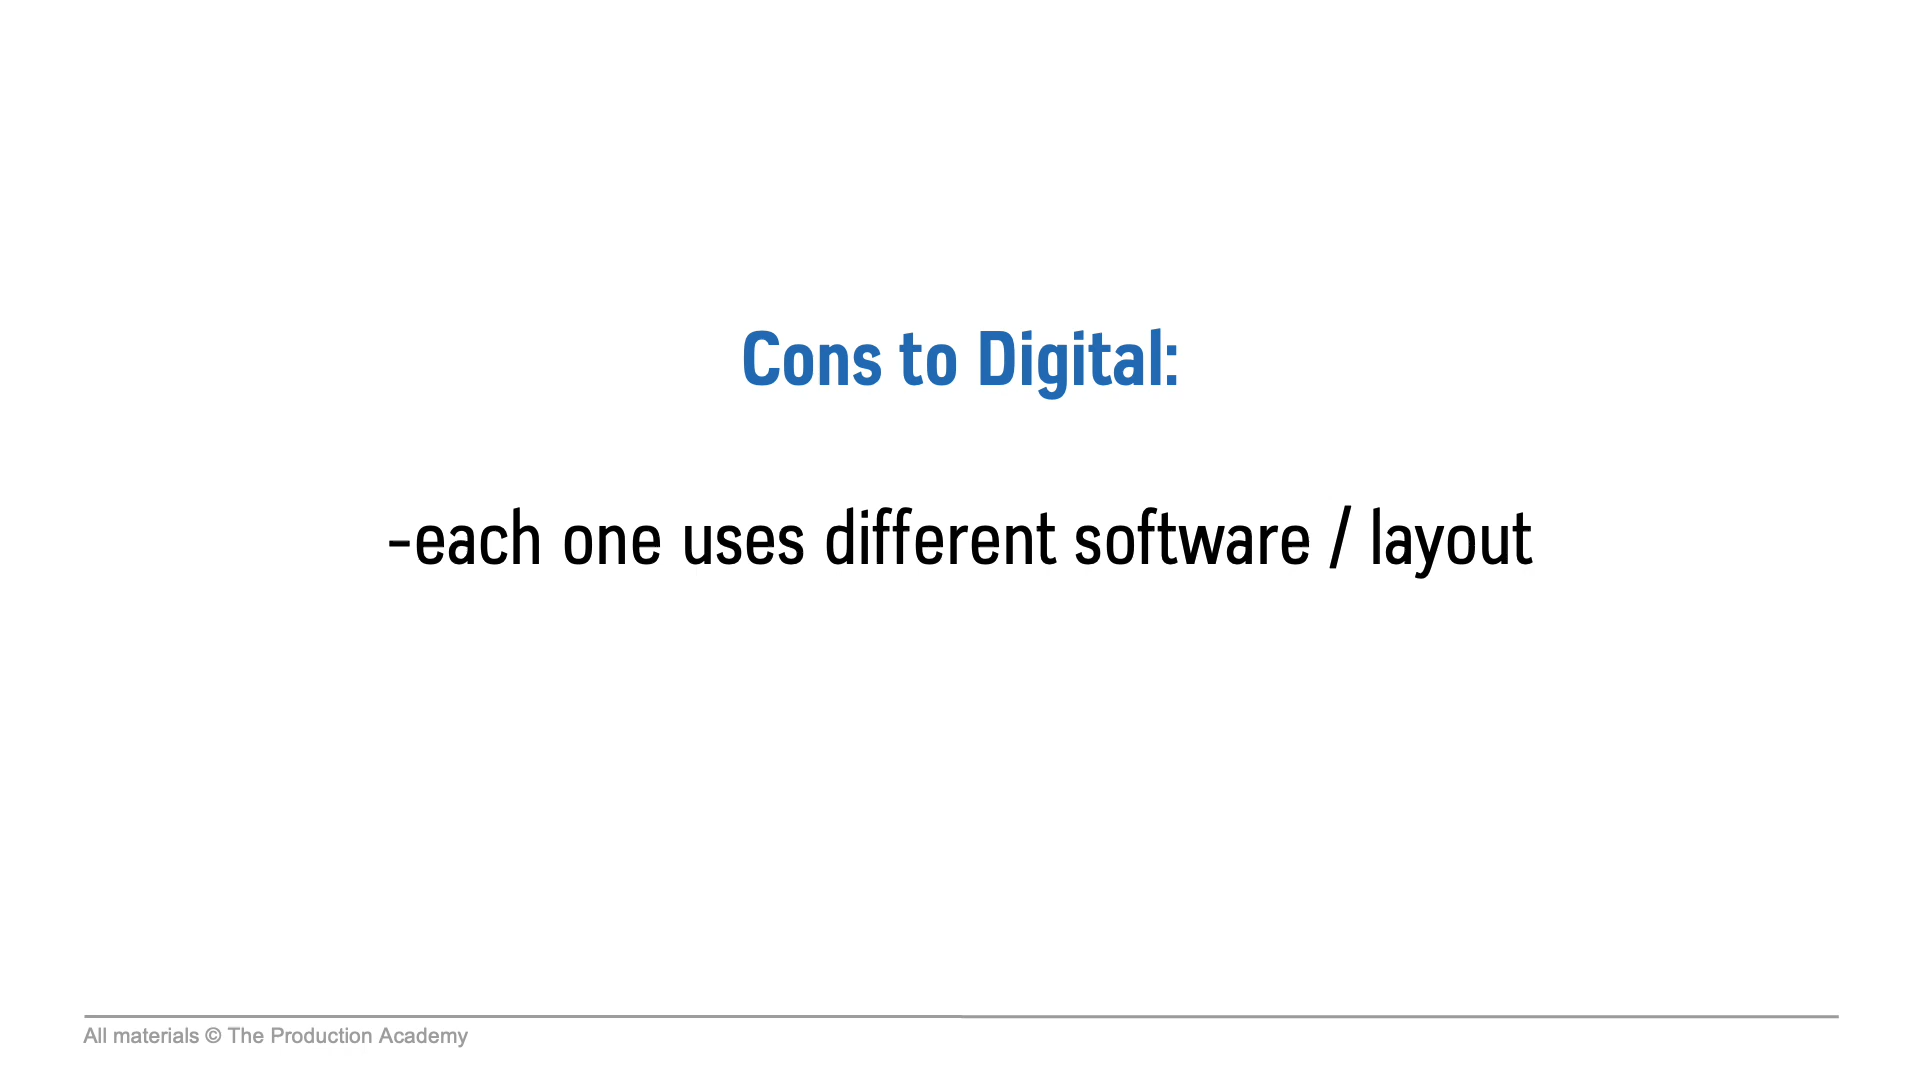 Cons to Digital:
-each one uses different software / layout
All materials © The Production Academy